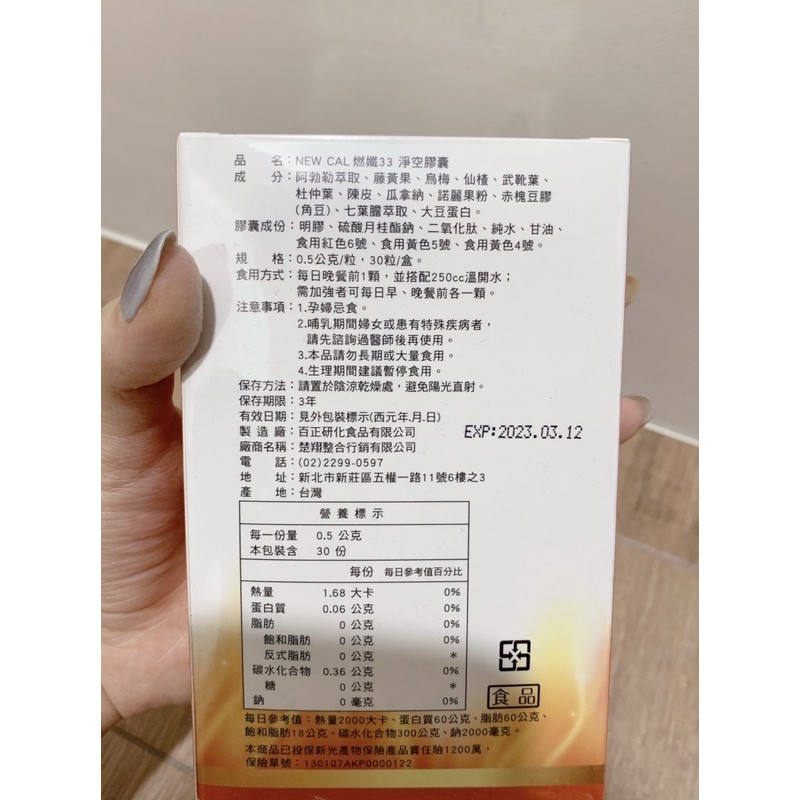 品　　名：NEW CAL 燃孅33 淨空膠囊
成　　分：阿勃勒萃取、藤黃果、烏梅、仙楂、武靴葉、
杜仲葉、陳皮、瓜拿納、諾麗果粉、赤槐豆膠
(角豆)、七葉膽萃取、大豆蛋白。
膠囊成份：明膠、硫酸月桂酯鈉、二氧化肽、純水、甘油、
食用紅色6號、食用黃色5號、食用黃色4號。
規　　格：0.5公克/粒，30粒/盒。
食用方式：每日晚餐前1顆，並搭配250cc溫開水；
需加強者可每日早、晚餐前各一顆。
注意事項：1.孕婦忌食。
2.哺乳期間婦女或患有特殊疾病者，
請先諮詢過醫師後再使用。
3.本品請勿長期或大量食用。
4.生理期間建議暫停食用。
保存方法：請置於陰涼乾燥處，避免陽光直射。
保存期限：3年
有效日期：見外包裝標示(西元年.月.日)
製 造 廠：百正研化食品有限公司 EXP:2023.03.12
廠商名稱：楚翔整合行銷有限公司
電　　話：(02)2299-0597
地　　址：新北市新莊區五權一路11號6樓之3
產　　地：台灣
營養標示
每一份量 0.5 公克
本包裝含 30 份
每份 每日參考值百分比
熱量 1.68 大卡 0%
蛋白質 0.06 公克 0%
脂肪 0 公克 0%
飽和脂肪 0 公克 0%
反式脂肪 0 公克 *
碳水化合物 0.36 公克 0%
糖 0 公克 *
鈉 0 毫克 0%
食品
每日參考值：熱量2000大卡、蛋白質60公克、脂肪60公克、
飽和脂肪18公克、碳水化合物300公克、鈉2000毫克。
本商品已投保新光產物保險產品責任險1200萬，
保險單號：130107AKP0000122